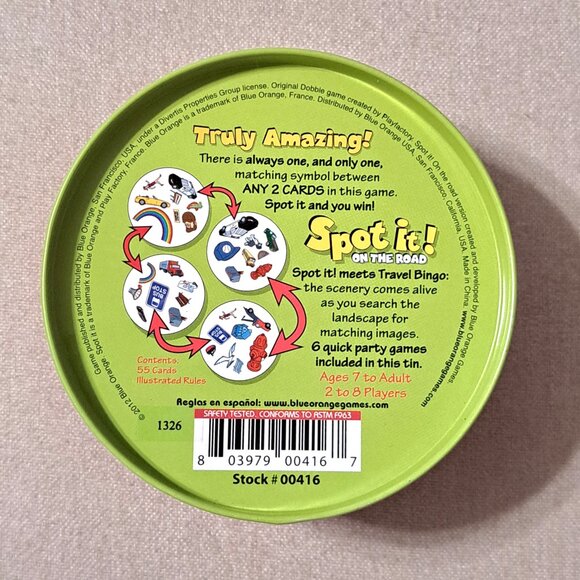 © 2012 Blue Orange. Spot it is a trademark of Blue Orange and Play Factory, France. Blue Orange is a trademark of Blue Orange, France. Distributed by Blue Orange USA, San Francisco, California, USA. Made in China. www.blueorangegames.com
Game published and distributed by Blue Orange, San Francisco, USA, under a Divertis Properties Group license. Original Dobble game created by Playfactory. Spot it! On the road version created and developed by Blue Orange Games.
Truly Amazing!
There is always one, and only one,
matching symbol between
ANY 2 CARDS in this game.
Spot it and you win!
Spot it!
ON THE ROAD
Spot it! meets Travel Bingo:
the scenery comes alive
as you search the
landscape for
matching images.
6 quick party games
included in this tin.
Ages 7 to Adult
2 to 8 Players
BUS STOP
Contents:
55 Cards
Illustrated Rules
Reglas en español: www.blueorangegames.com
SAFETY TESTED. CONFORMS TO ASTM F963
1326
8 03979 00416 7
Stock # 00416